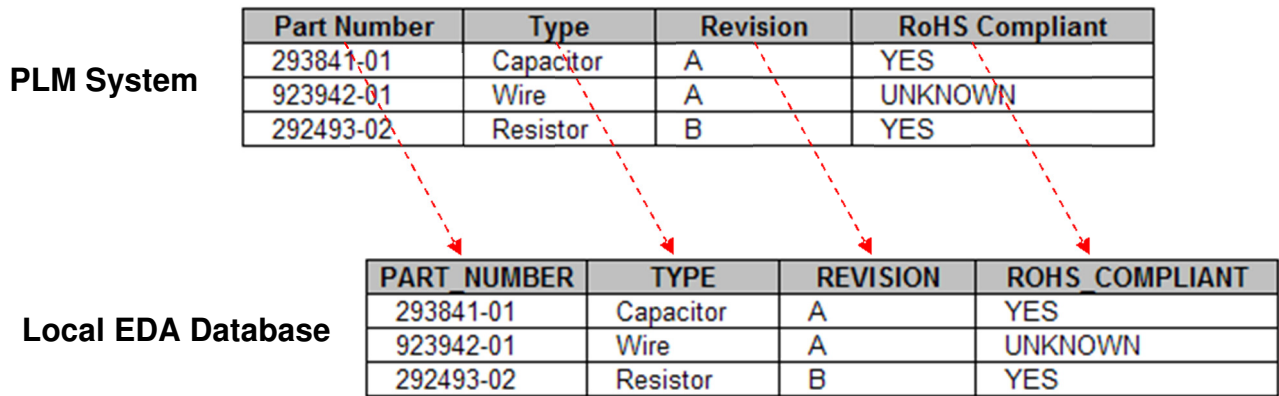 Part Number Type Revision RoHS Compliant
293841-01 Capacitor A YES
PLM System
923942-01 Wire A UNKNOWN
292493-02 Resistor B YES
PART_NUMBER TYPE REVISION ROHS_COMPLIANT
293841-01 Capacitor A YES
Local EDA Database
923942-01 Wire A UNKNOWN
292493-02 Resistor B YES